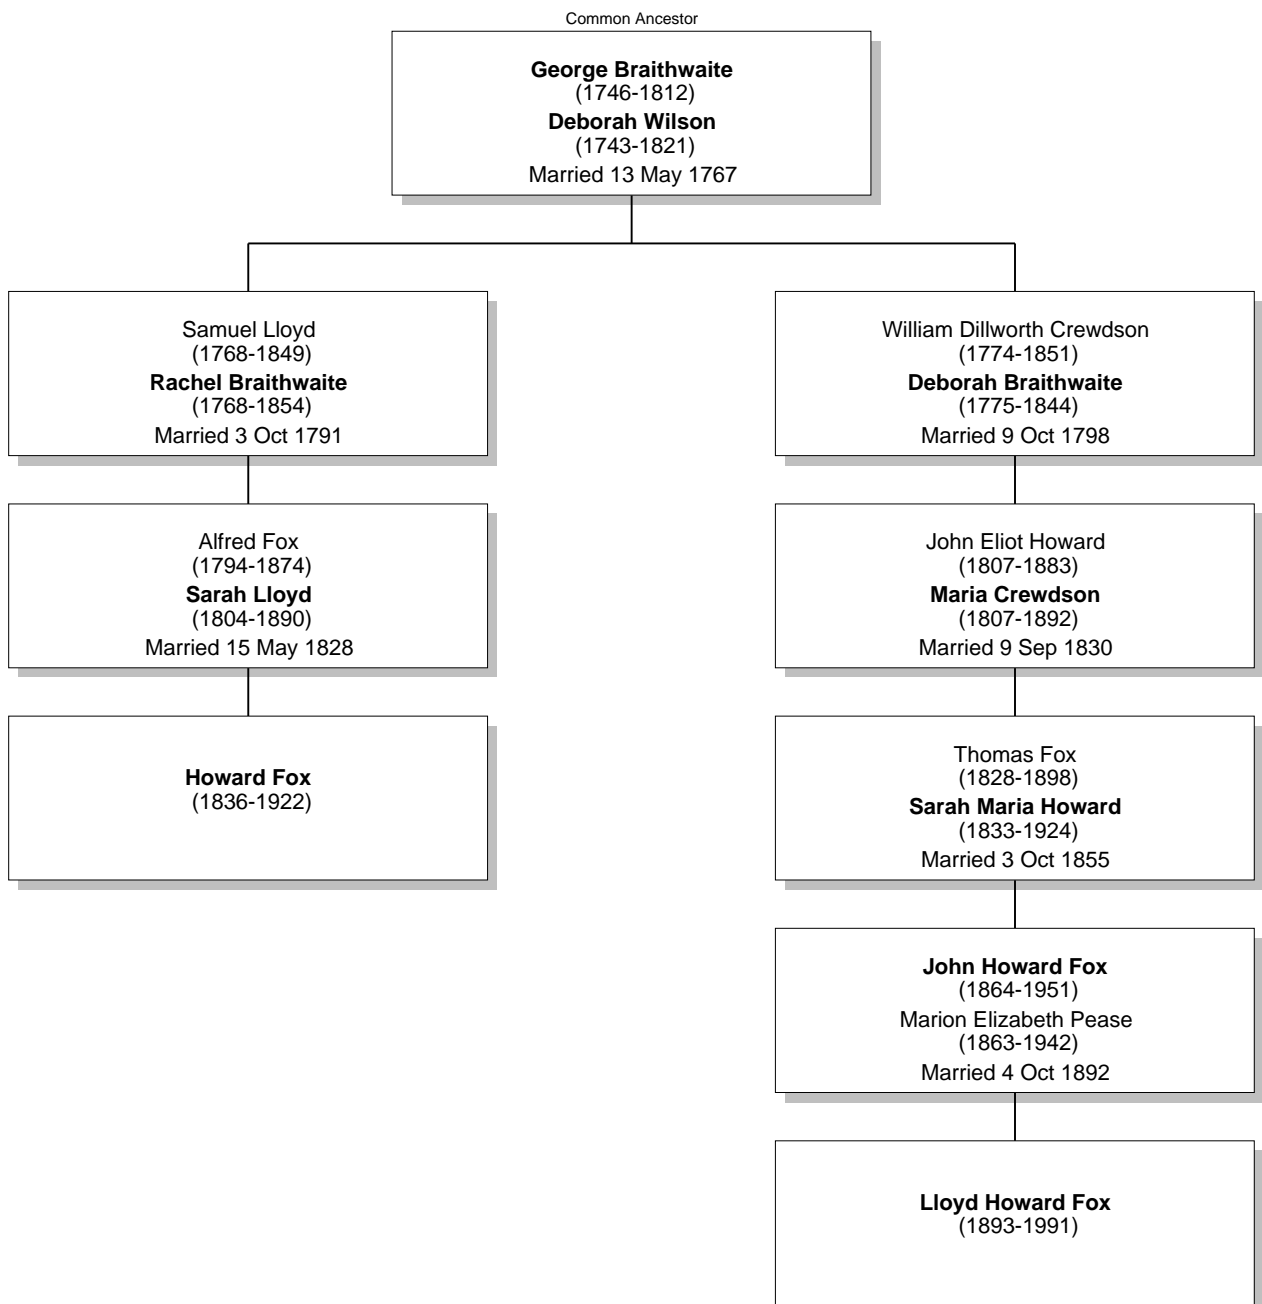 Common Ancestor
George Braithwaite
(1746-1812)
Deborah Wilson
(1743-1821)
Married 13 May 1767
Samuel Lloyd
(1768-1849)
Rachel Braithwaite
(1768-1854)
Married 3 Oct 1791
William Dillworth Crewdson
(1774-1851)
Deborah Braithwaite
(1775-1844)
Married 9 Oct 1798
Alfred Fox
(1794-1874)
Sarah Lloyd
(1804-1890)
Married 15 May 1828
John Eliot Howard
(1807-1883)
Maria Crewdson
(1807-1892)
Married 9 Sep 1830
Howard Fox
(1836-1922)
Thomas Fox
(1828-1898)
Sarah Maria Howard
(1833-1924)
Married 3 Oct 1855
John Howard Fox
(1864-1951)
Marion Elizabeth Pease
(1863-1942)
Married 4 Oct 1892
Lloyd Howard Fox
(1893-1991)